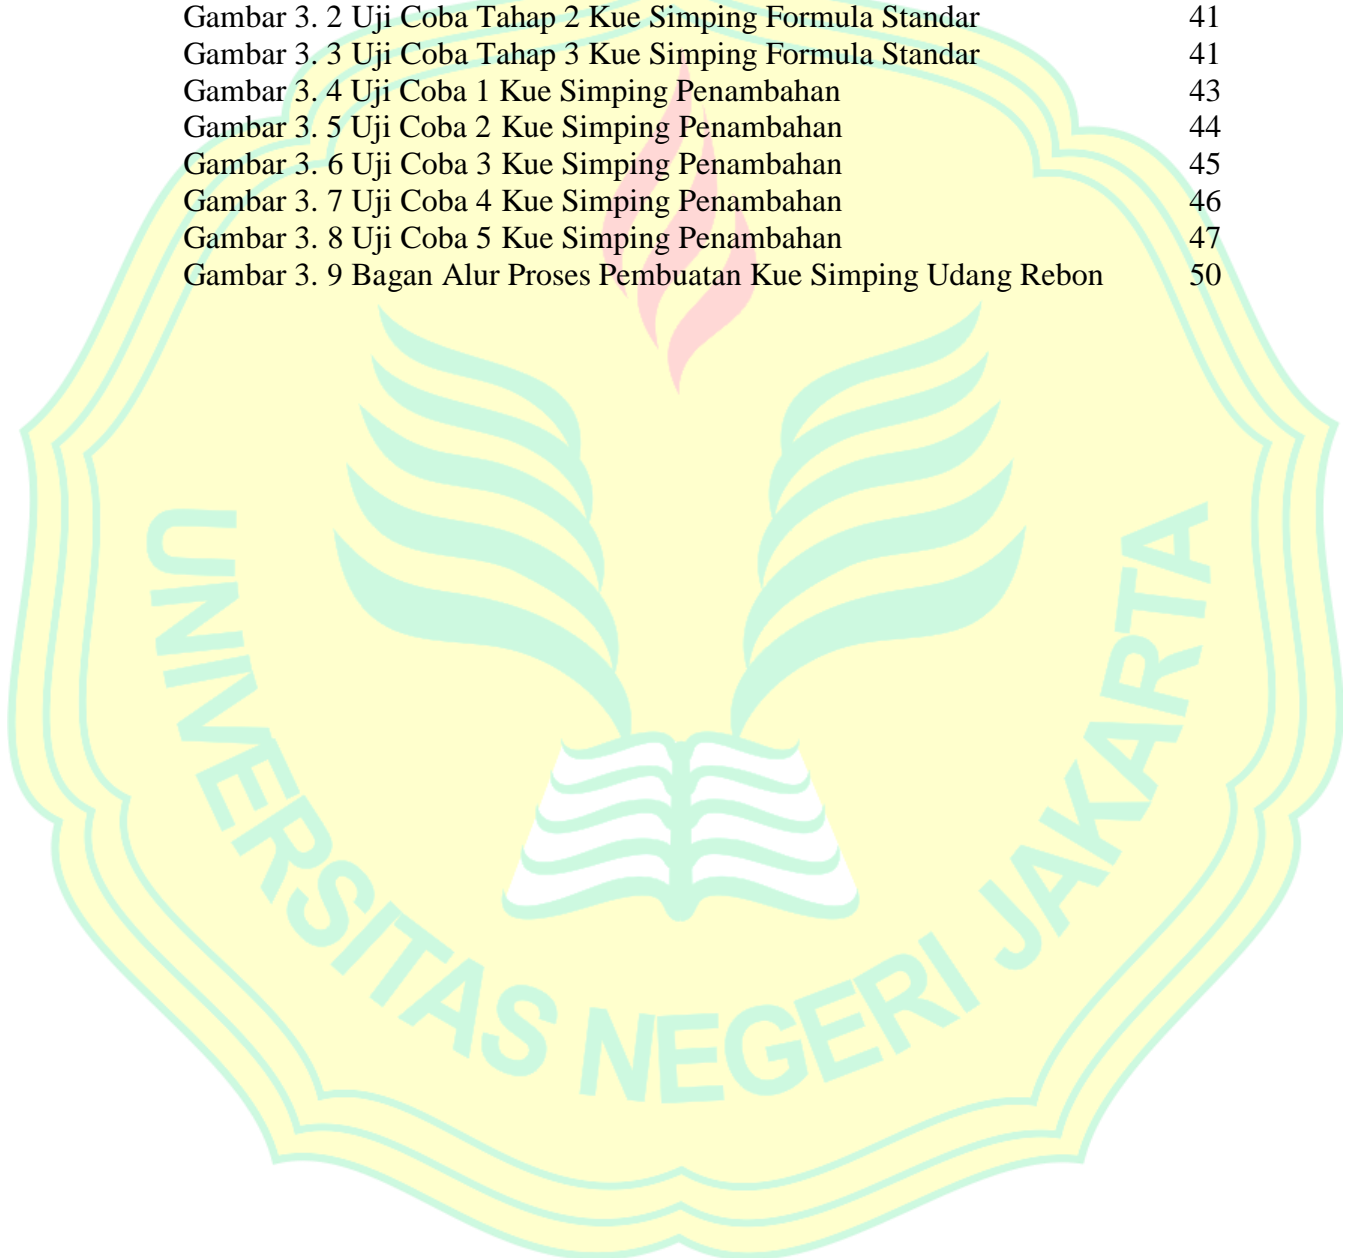 Gambar 3. 2 Uji Coba Tahap 2 Kue Simping Formula Standar 41
Gambar 3. 3 Uji Coba Tahap 3 Kue Simping Formula Standar 41
Gambar 3. 4 Uji Coba 1 Kue Simping Penambahan 43
Gambar 3. 5 Uji Coba 2 Kue Simping Penambahan 44
Gambar 3. 6 Uji Coba 3 Kue Simping Penambahan 45
Gambar 3. 7 Uji Coba 4 Kue Simping Penambahan 46
Gambar 3. 8 Uji Coba 5 Kue Simping Penambahan 47
Gambar 3. 9 Bagan Alur Proses Pembuatan Kue Simping Udang Rebon 50
UNIVERSITAS NEGERI JAKARTA